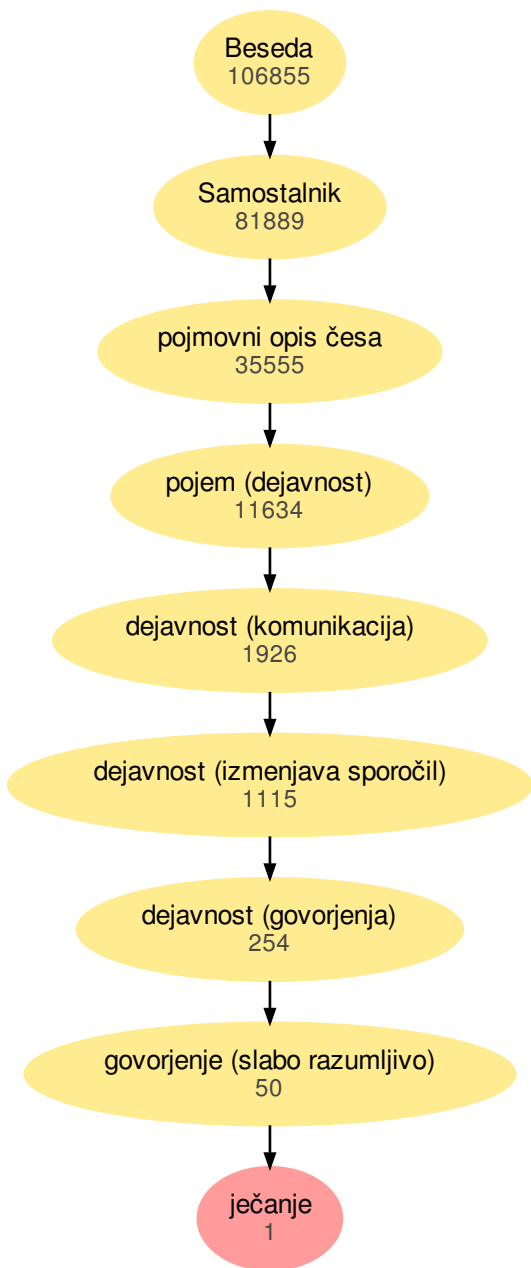 Beseda
106855
Samostalnik
81889
pojmovni opis česa
35555
pojem (dejavnost)
11634
dejavnost (komunikacija)
1926
dejavnost (izmenjava sporočil)
1115
dejavnost (govorjenja)
254
govorjenje (slabo razumljivo)
50
ječanje
1